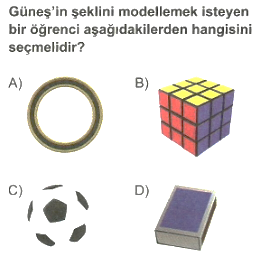 Güneş'in şeklini modellemek isteyen
bir öğrenci aşağıdakilerden hangisini
seçmelidir?
A)
B)
C)
D)